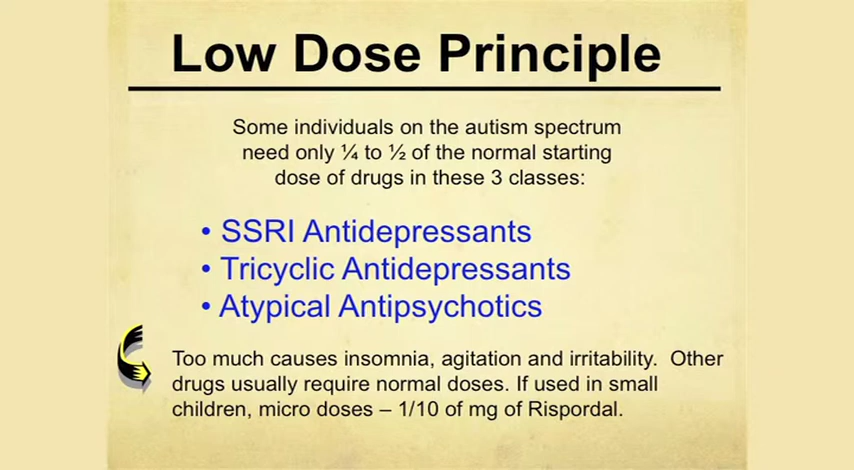 Low Dose Principle
Some individuals on the autism spectrum
need only ¼ to ½ of the normal starting
dose of drugs in these 3 classes:
• SSRI Antidepressants
• Tricyclic Antidepressants
• Atypical Antipsychotics
Too much causes insomnia, agitation and irritability. Other
drugs usually require normal doses. If used in small
children, micro doses – 1/10 of mg of Rispordal.